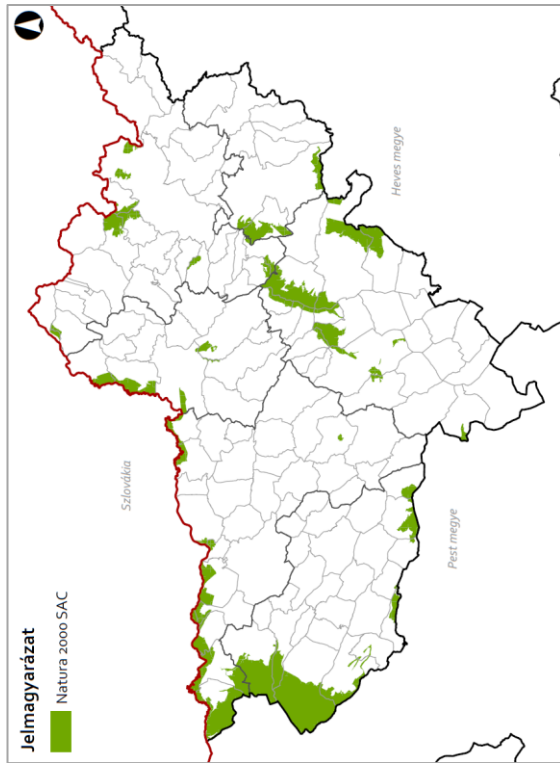 Jelmagyarázat
Natura 2000 SAC
Szlovákia
Pest megye
Heves megye